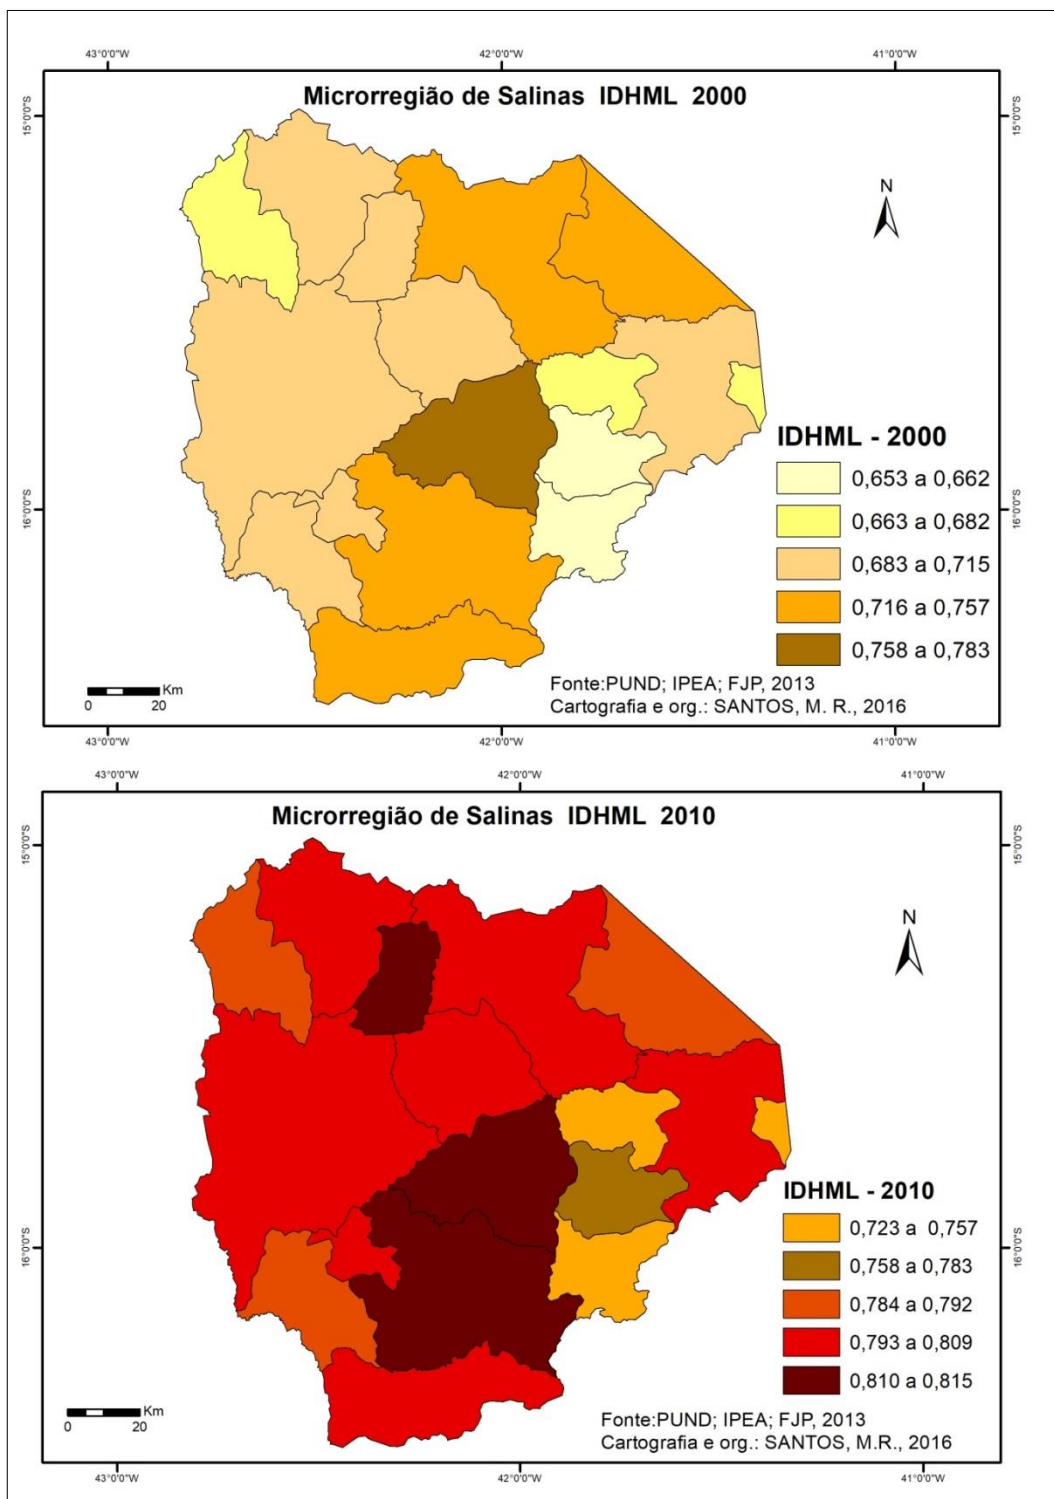 43°0'0"W 42°0'0"W 41°0'0"W
Microrregião de Salinas IDHML 2000
15°0'0"S 15°0'0"S
N
IDHML - 2000
0,653 a 0,662
0,663 a 0,682
16°0'0"S 16°0'0"S
0,683 a 0,715
0,716 a 0,757
0,758 a 0,783
Km
0 20
Fonte:PUND; IPEA; FJP, 2013
Cartografia e org.: SANTOS, M. R., 2016
43°0'0"W 42°0'0"W 41°0'0"W
43°0'0"W 42°0'0"W 41°0'0"W
Microrregião de Salinas IDHML 2010
15°0'0"S 15°0'0"S
N
IDHML - 2010
0,723 a 0,757
16°0'0"S 16°0'0"S
0,758 a 0,783
0,784 a 0,792
0,793 a 0,809
0,810 a 0,815
Km
0 20
Fonte:PUND; IPEA; FJP, 2013
Cartografia e org.: SANTOS, M.R., 2016
43°0'0"W 42°0'0"W 41°0'0"W